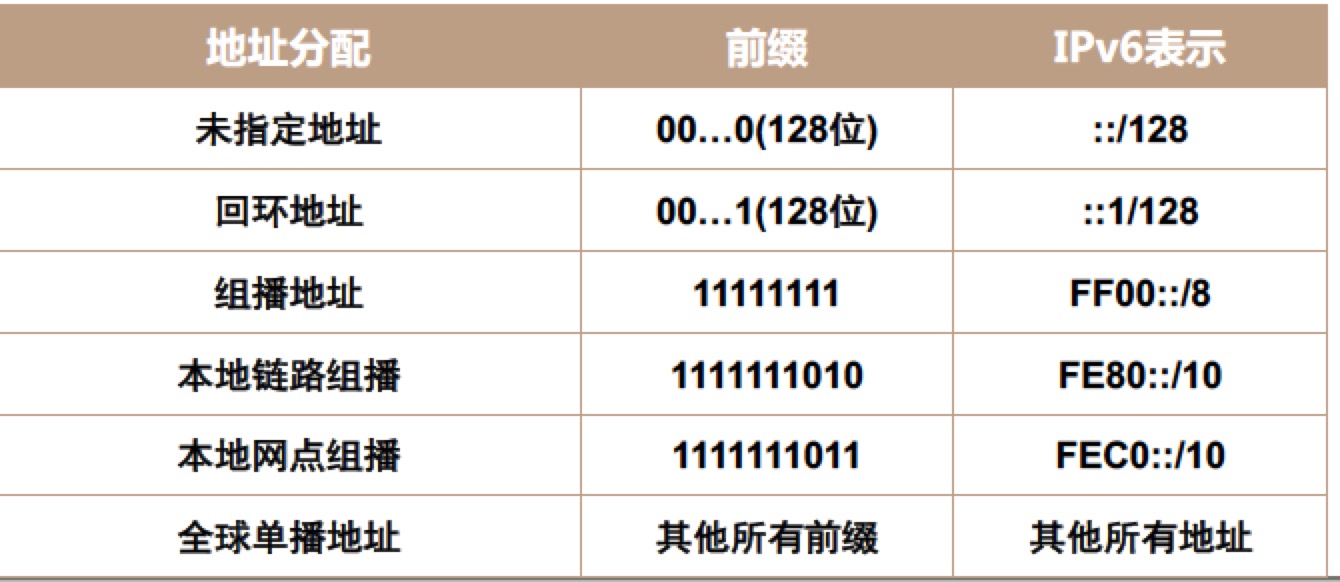 地址分配 前缀 IPv6表示
未指定地址 00…0(128位) ::/128
回环地址 00…1(128位) ::1/128
组播地址 11111111 FF00::/8
本地链路组播 1111111010 FE80::/10
本地网点组播 1111111011 FEC0::/10
全球单播地址 其他所有前缀 其他所有地址